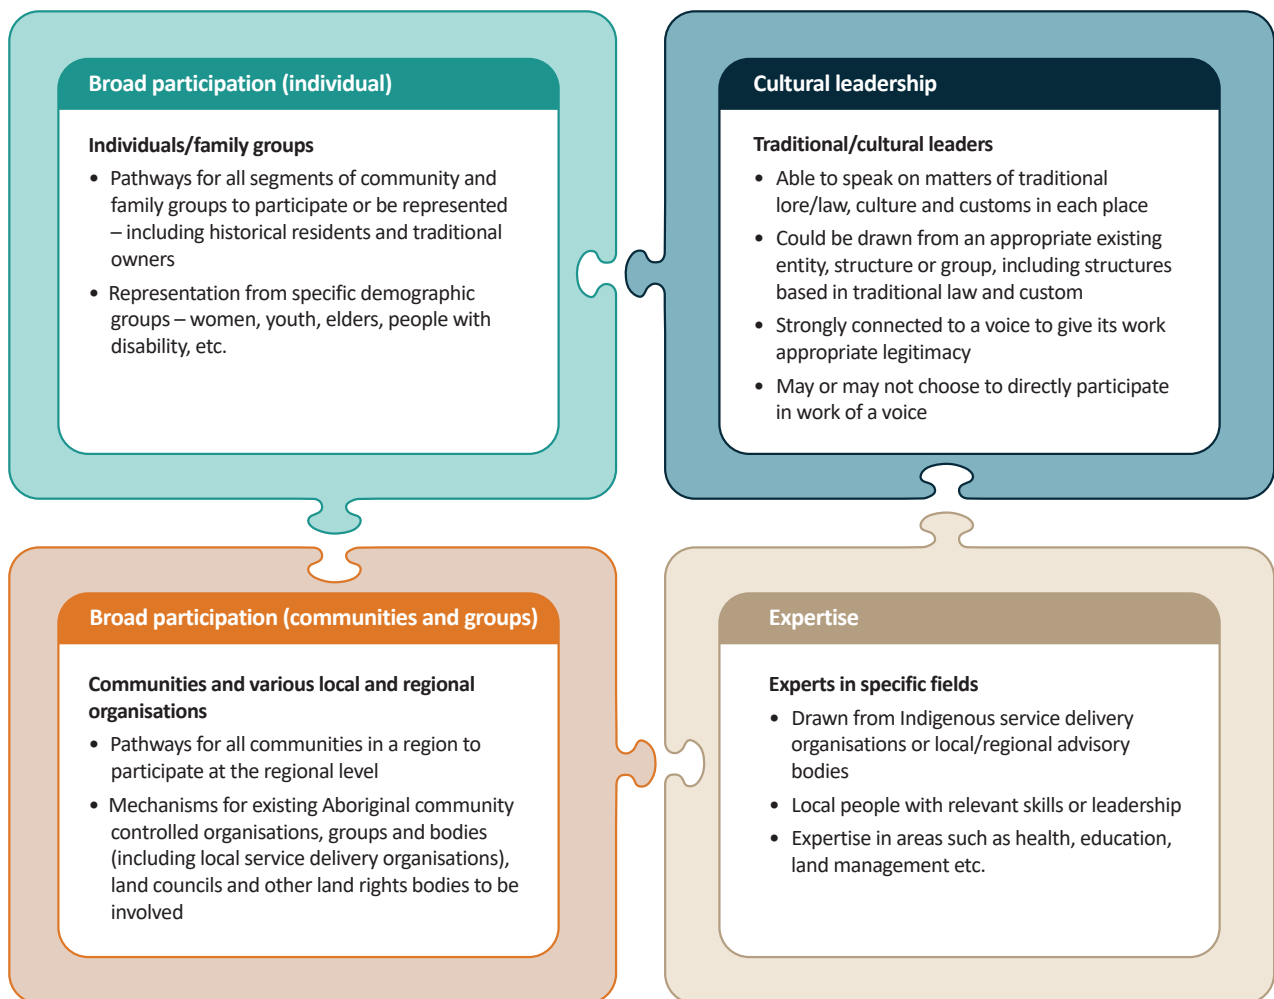 Broad participation (individual)
Individuals/family groups
• Pathways for all segments of community and
family groups to participate or be represented
– including historical residents and traditional
owners
• Representation from specific demographic
groups – women, youth, elders, people with
disability, etc.
Cultural leadership
Traditional/cultural leaders
• Able to speak on matters of traditional
lore/law, culture and customs in each place
• Could be drawn from an appropriate existing
entity, structure or group, including structures
based in traditional law and custom
• Strongly connected to a voice to give its work
appropriate legitimacy
• May or may not choose to directly participate
in work of a voice
Broad participation (communities and groups)
Communities and various local and regional
organisations
• Pathways for all communities in a region to
participate at the regional level
• Mechanisms for existing Aboriginal community
controlled organisations, groups and bodies
(including local service delivery organisations),
land councils and other land rights bodies to be
involved
Expertise
Experts in specific fields
• Drawn from Indigenous service delivery
organisations or local/regional advisory
bodies
• Local people with relevant skills or leadership
• Expertise in areas such as health, education,
land management etc.